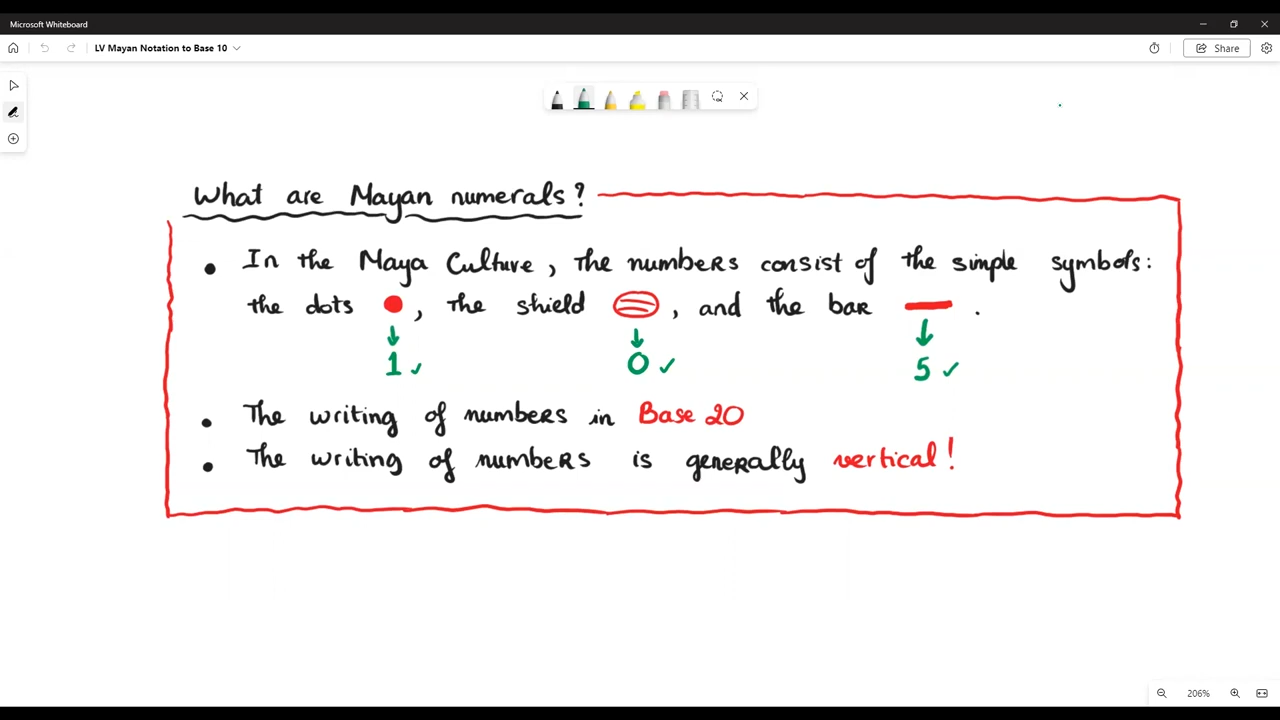 Microsoft Whiteboard
LV Mayan Notation to Base 10
Share
What are Mayan numerals?
• In the Maya Culture, the numbers consist of the simple symbols:
the dots , the shield , and the bar .
1 ✓ 0 ✓ 5 ✓
• The writing of numbers in Base 20
• The writing of numbers is generally vertical!
206%